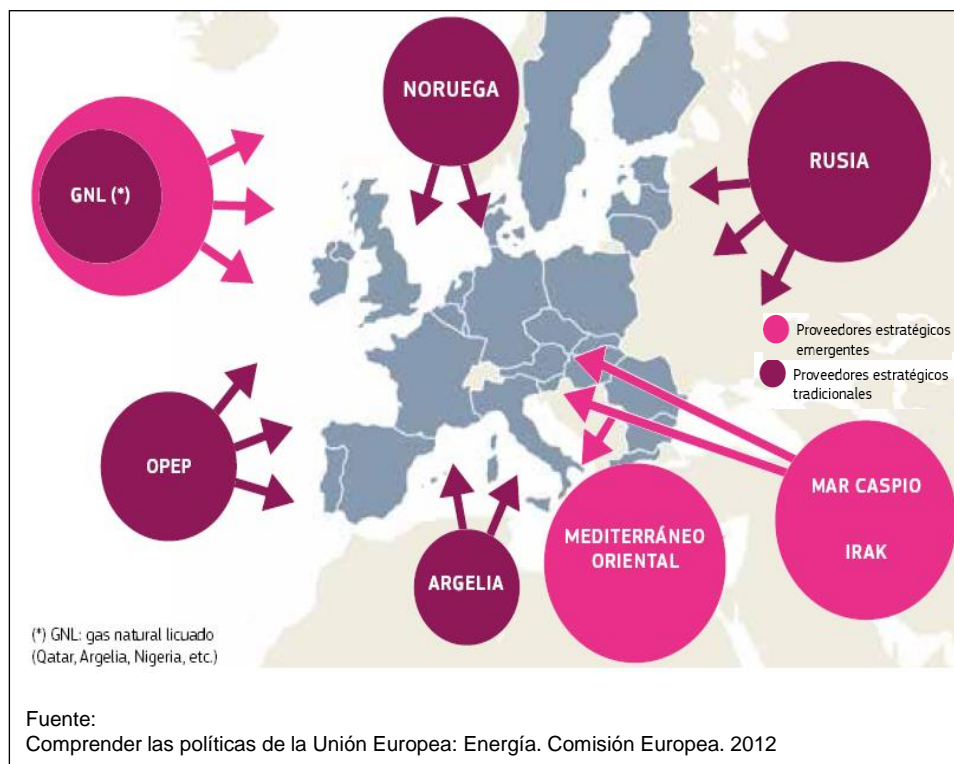 NORUEGA
RUSIA
GNL (*)
Proveedores estratégicos
emergentes
Proveedores estratégicos
tradicionales
OPEP
MAR CASPIO
IRAK
MEDITERRÁNEO
ORIENTAL
ARGELIA
(*) GNL: gas natural licuado
(Qatar, Argelia, Nigeria, etc.)
Fuente:
Comprender las políticas de la Unión Europea: Energía. Comisión Europea. 2012